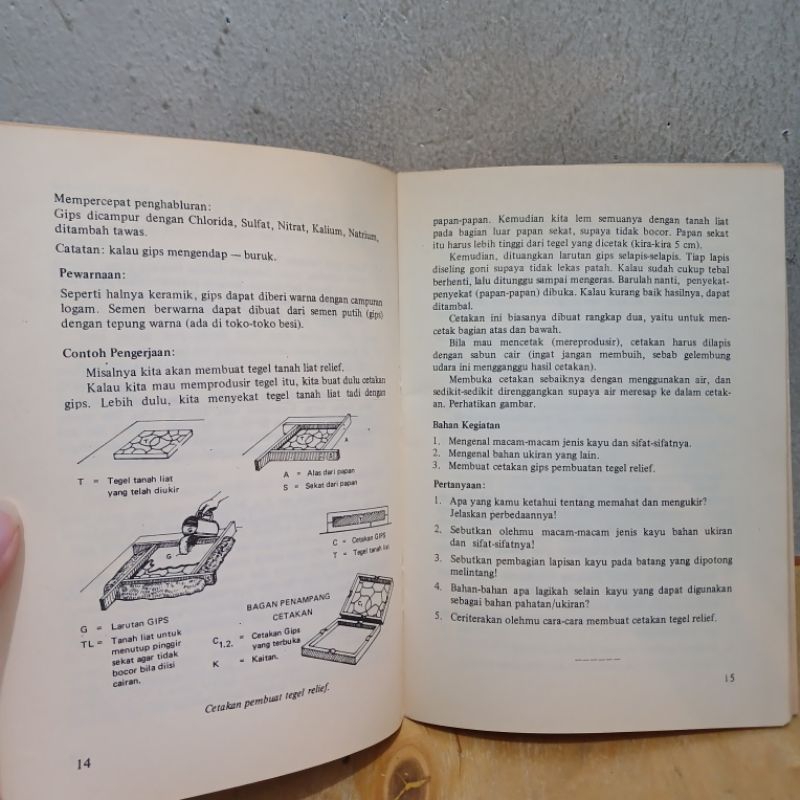 Mempercepat penghabluran:
Gips dicampur dengan Chlorida, Sulfat, Nitrat, Kalium, Natrium,
ditambah tawas.
Catatan: kalau gips mengendap — buruk.
Pewarnaan:
Seperti halnya keramik, gips dapat diberi warna dengan campuran
logam. Semen berwarna dapat dibuat dari semen putih (gips)
dengan tepung warna (ada di toko-toko besi).
Contoh Pengerjaan:
Misalnya kita akan membuat tegel tanah liat relief.
Kalau kita mau memprodusir tegel itu, kita buat dulu cetakan
gips. Lebih dulu, kita menyekat tegel tanah liat tadi dengan
T
A
T = Tegel tanah liat
yang telah diukir
A = Alas dari papan
S = Sekat dari papan
G
C = Cetakan GIPS
T = Tegel tanah liat
G = Larutan GIPS
TL = Tanah liat untuk
menutup pinggir
sekat agar tidak
bocor bila diisi
cairan.
BAGAN PENAMPANG
CETAKAN
C1.2. = Cetakan Gips
yang terbuka
K = Kaitan.
Cetakan pembuat tegel relief.
14
papan-papan. Kemudian kita lem semuanya dengan tanah liat
pada bagian luar papan sekat, supaya tidak bocor. Papan sekat
itu harus lebih tinggi dari tegel yang dicetak (kira-kira 5 cm).
Kemudian, dituangkan larutan gips selapis-selapis. Tiap lapis
diseling goni supaya tidak lekas patah. Kalau sudah cukup tebal
berhenti, lalu ditunggu sampai mengeras. Barulah nanti, penyekat-
penyekat (papan-papan) dibuka. Kalau kurang baik hasilnya, dapat
ditambal.
Cetakan ini biasanya dibuat rangkap dua, yaitu untuk men-
cetak bagian atas dan bawah.
Bila mau mencetak (mereprodusir), cetakan harus dilapis
dengan sabun cair (ingat jangan membuih, sebab gelembung
udara ini mengganggu hasil cetakan).
Membuka cetakan sebaiknya dengan menggunakan air, dan
sedikit-sedikit direnggangkan supaya air meresap ke dalam cetak-
an. Perhatikan gambar.
Bahan Kegiatan
1. Mengenal macam-macam jenis kayu dan sifat-sifatnya.
2. Mengenal bahan ukiran yang lain.
3. Membuat cetakan gips pembuatan tegel relief.
Pertanyaan:
1. Apa yang kamu ketahui tentang memahat dan mengukir?
Jelaskan perbedaannya!
2. Sebutkan olehmu macam-macam jenis kayu bahan ukiran
dan sifat-sifatnya!
3. Sebutkan pembagian lapisan kayu pada batang yang dipotong
melintang!
4. Bahan-bahan apa lagikah selain kayu yang dapat digunakan
sebagai bahan pahatan/ukiran?
5. Ceriterakan olehmu cara-cara membuat cetakan tegel relief.
15